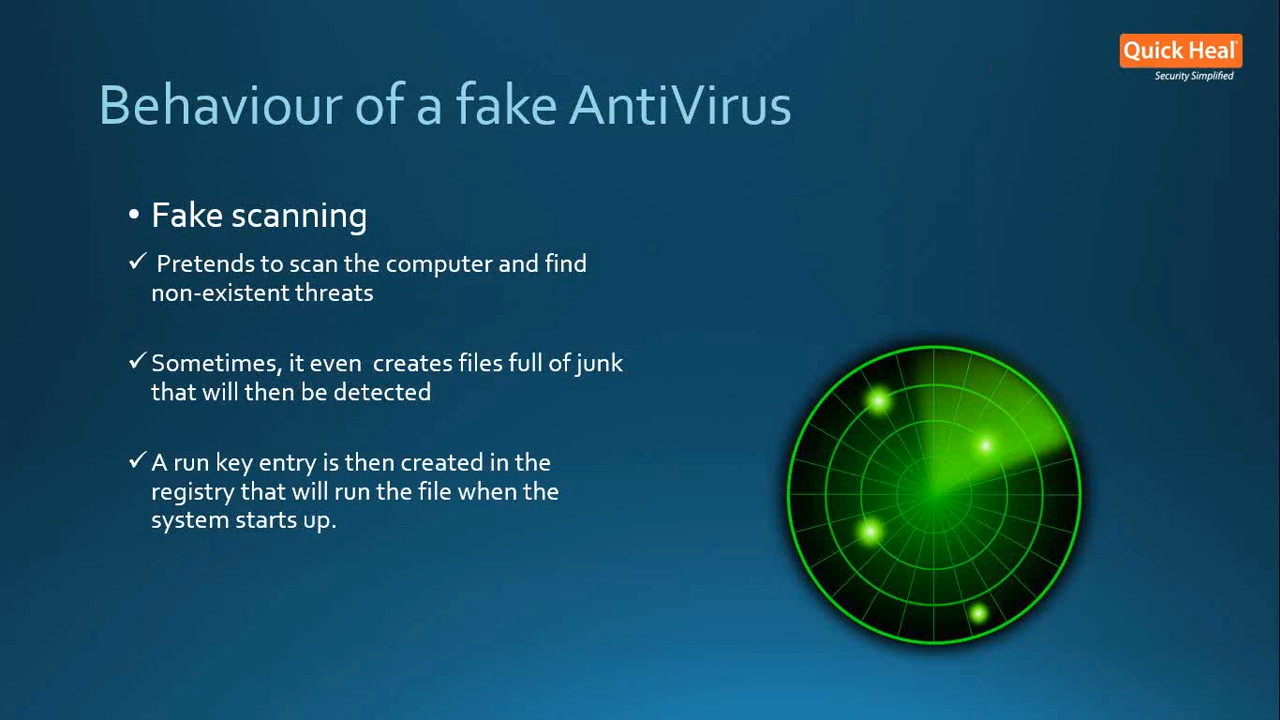 Quick Heal
Security Simplified
Behaviour of a fake AntiVirus
• Fake scanning
✓ Pretends to scan the computer and find
non-existent threats
✓ Sometimes, it even creates files full of junk
that will then be detected
✓ A run key entry is then created in the
registry that will run the file when the
system starts up.